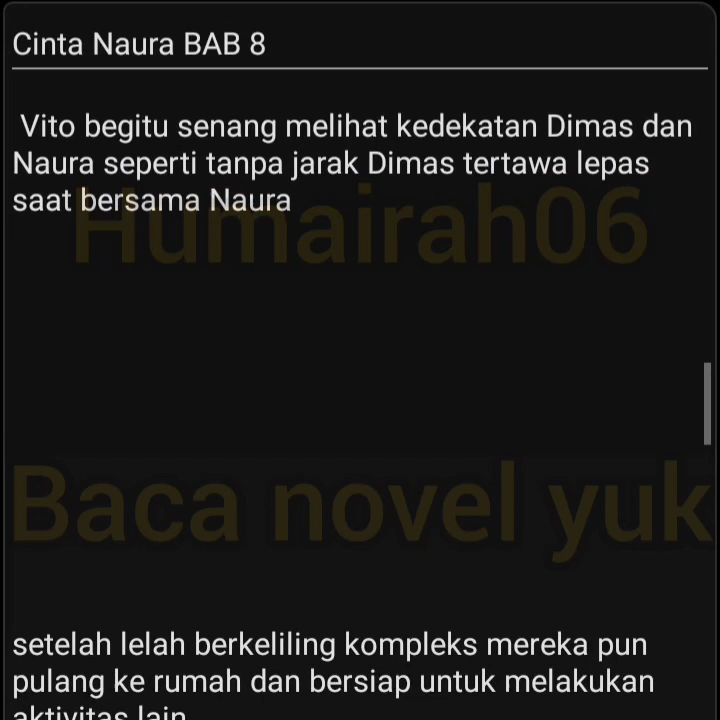 Cinta Naura BAB 8
Vito begitu senang melihat kedekatan Dimas dan
Naura seperti tanpa jarak Dimas tertawa lepas
saat bersama Naura
Humairah06
Baca novel yuk
setelah lelah berkeliling kompleks mereka pun
pulang ke rumah dan bersiap untuk melakukan
aktivitas lain